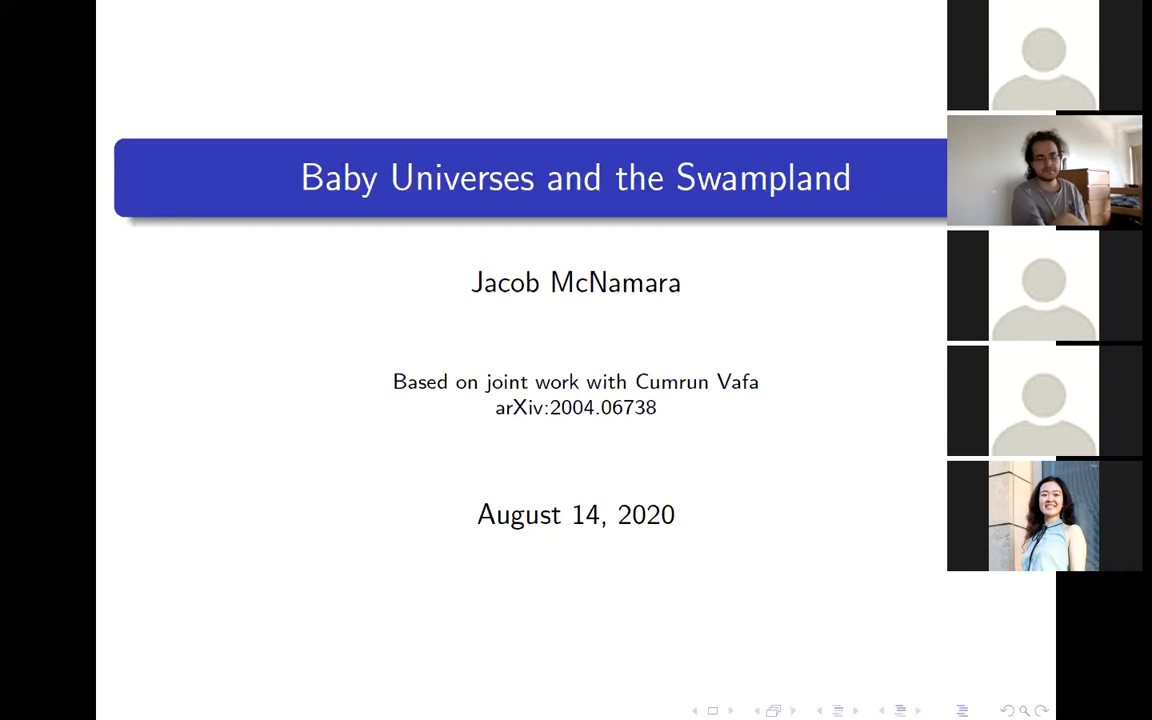 Baby Universes and the Swampland
Jacob McNamara
Based on joint work with Cumrun Vafa
arXiv:2004.06738
August 14, 2020